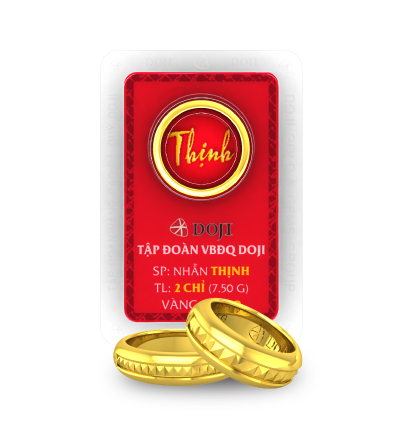 Thịnh
DOJI
TẬP ĐOÀN VBĐQ DOJI
SP: NHẪN THỊNH
TL: 2 CHỈ (7.50 G)
VÀNG